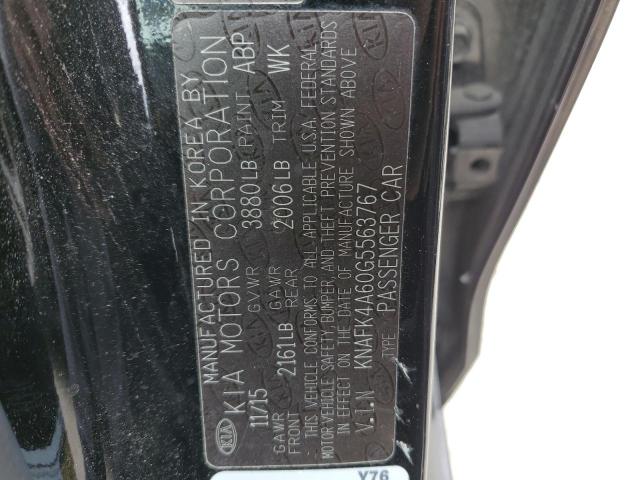 MANUFACTURED IN KOREA BY
KIA KIA MOTORS CORPORATION
11/15 GVWR 3880LB PAINT ABP
GAWR FRONT 2161LB GAWR REAR 2006LB TRIM WK
- THIS VEHICLE CONFORMS TO ALL APPLICABLE U.S.A. FEDERAL
MOTOR VEHICLE SAFETY, BUMPER, AND THEFT PREVENTION STANDARDS
IN EFFECT ON THE DATE OF MANUFACTURE SHOWN ABOVE
V.I.N KNAFK4A60G5563767
TYPE: PASSENGER CAR
Y76